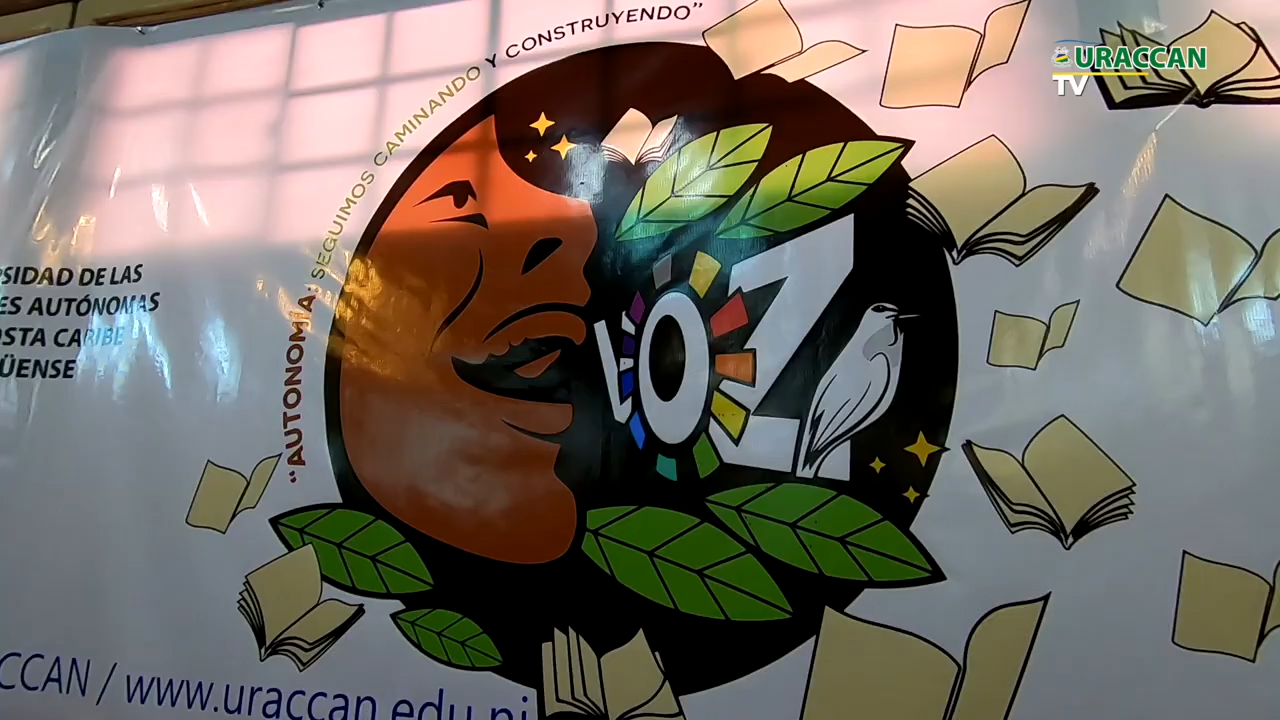 URACCAN
TV
"AUTONOMÍA, SEGUIMOS CAMINANDO Y CONSTRUYENDO"
VOZ
SIDAD DE LAS
ES AUTÓNOMAS
OSTA CARIBE
ÜENSE
CCAN / www.uraccan.edu.ni